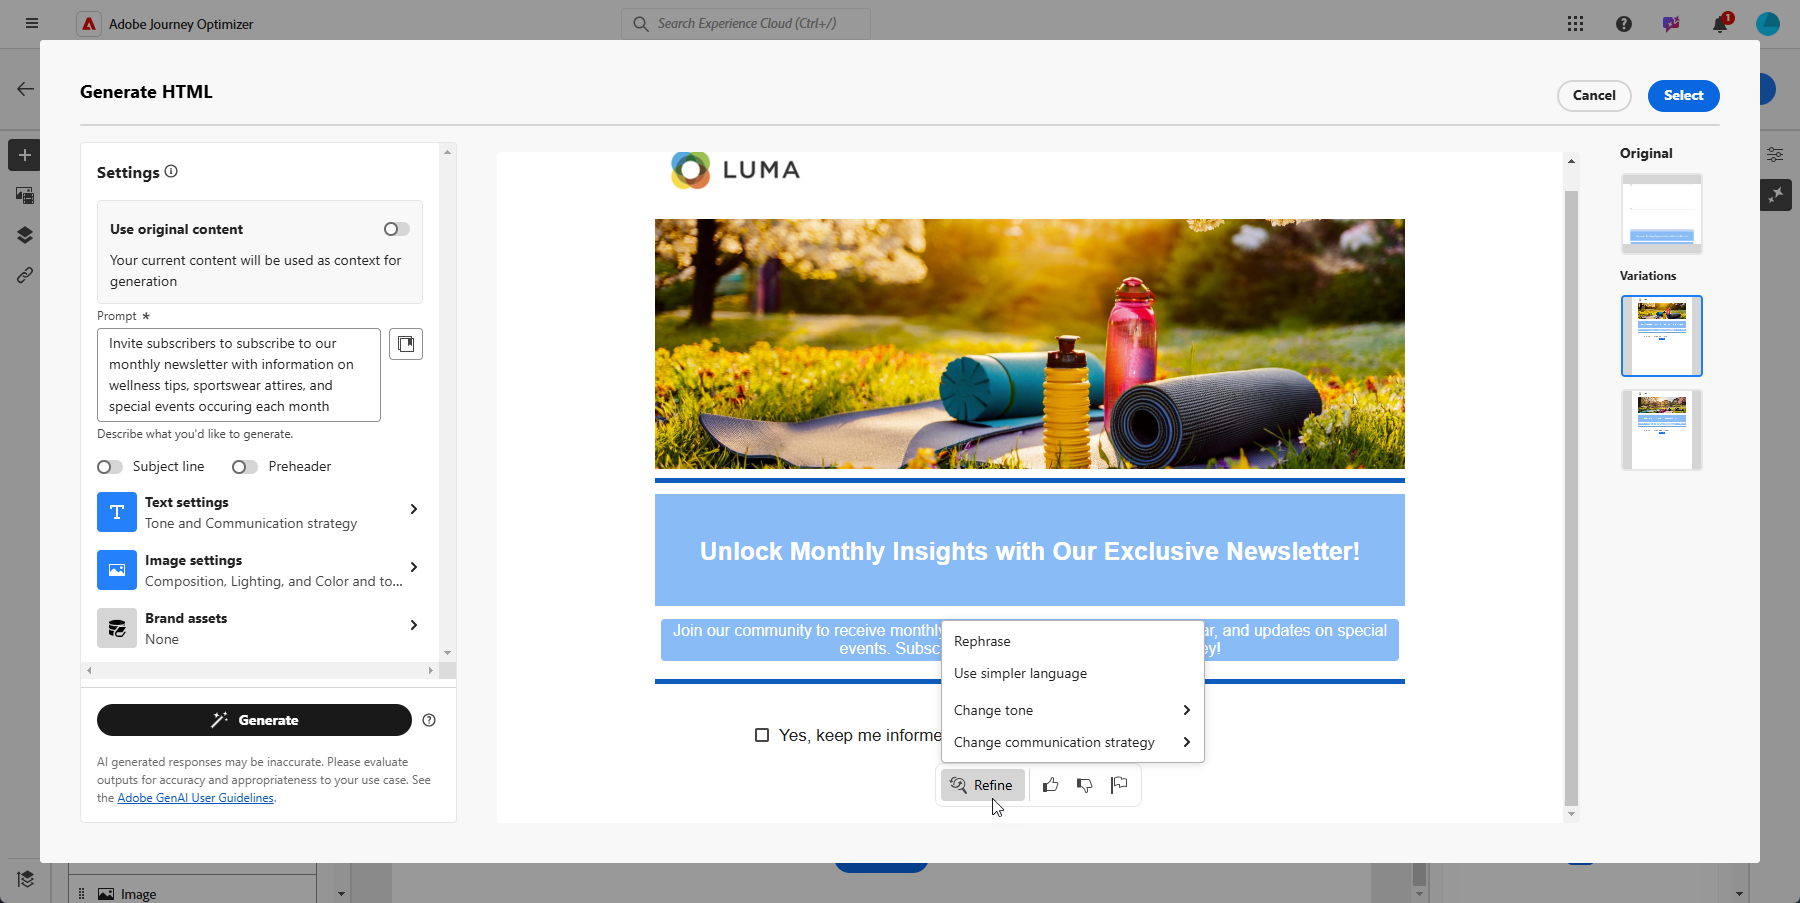 Adobe Journey Optimizer
Search Experience Cloud (Ctrl+/)
1
Generate HTML
Cancel
Select
Settings
Use original content
Your current content will be used as context for
generation
Prompt *
Invite subscribers to subscribe to our
monthly newsletter with information on
wellness tips, sportswear attires, and
special events occuring each month
Describe what you'd like to generate.
Subject line
Preheader
Text settings
Tone and Communication strategy
Image settings
Composition, Lighting, and Color and to...
Brand assets
None
Generate
AI generated responses may be inaccurate. Please evaluate
outputs for accuracy and appropriateness to your use case. See
the Adobe GenAI User Guidelines.
LUMA
Unlock Monthly Insights with Our Exclusive Newsletter!
Join our community to receive monthly
and updates on special
events.
Yes, keep me
Rephrase
Use simpler language
Change tone
Change communication strategy
Refine
Original
Variations
Image